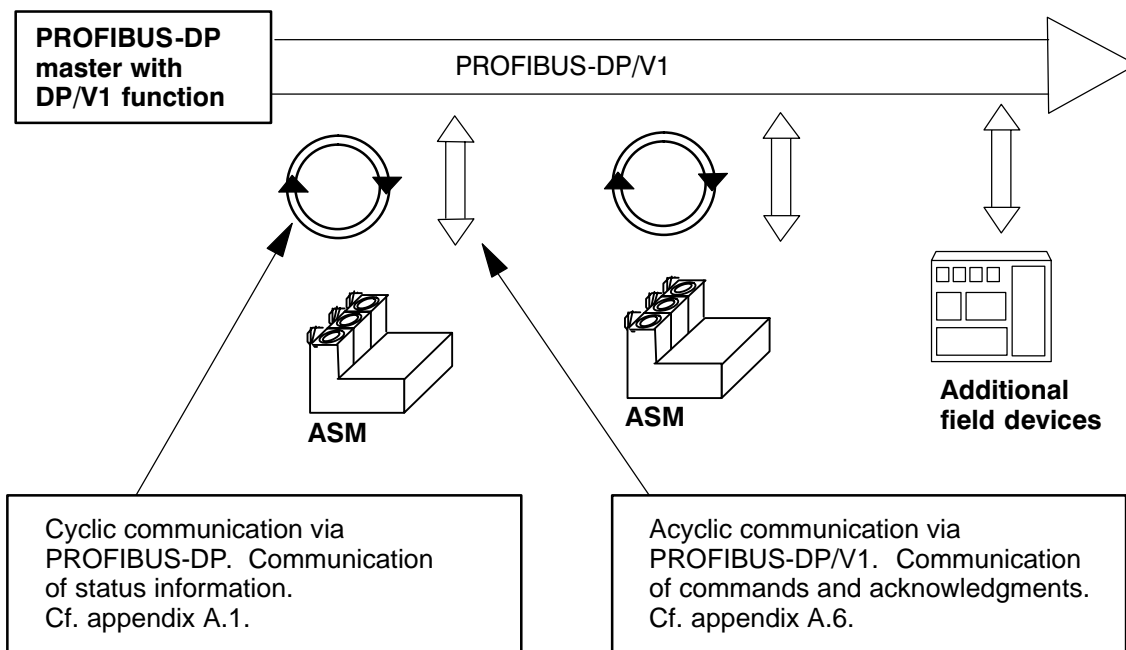 PROFIBUS-DP
master with
DP/V1 function
PROFIBUS-DP/V1
ASM
ASM
Additional
field devices
Cyclic communication via
PROFIBUS-DP.  Communication
of status information.
Cf. appendix A.1.
Acyclic communication via
PROFIBUS-DP/V1.  Communication
of commands and acknowledgments.
Cf. appendix A.6.